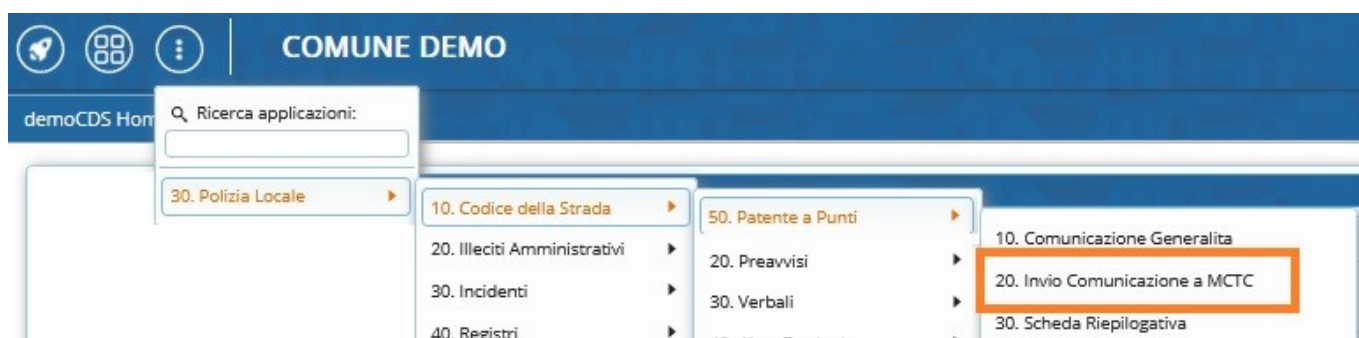 COMUNE DEMO
demoCDS Hom
Ricerca applicazioni:
30. Polizia Locale
10. Codice della Strada
20. Illeciti Amministrativi
30. Incidenti
40. Registri
50. Patente a Punti
20. Preavvisi
30. Verbali
10. Comunicazione Generalita
20. Invio Comunicazione a MCTC
30. Scheda Riepilogativa